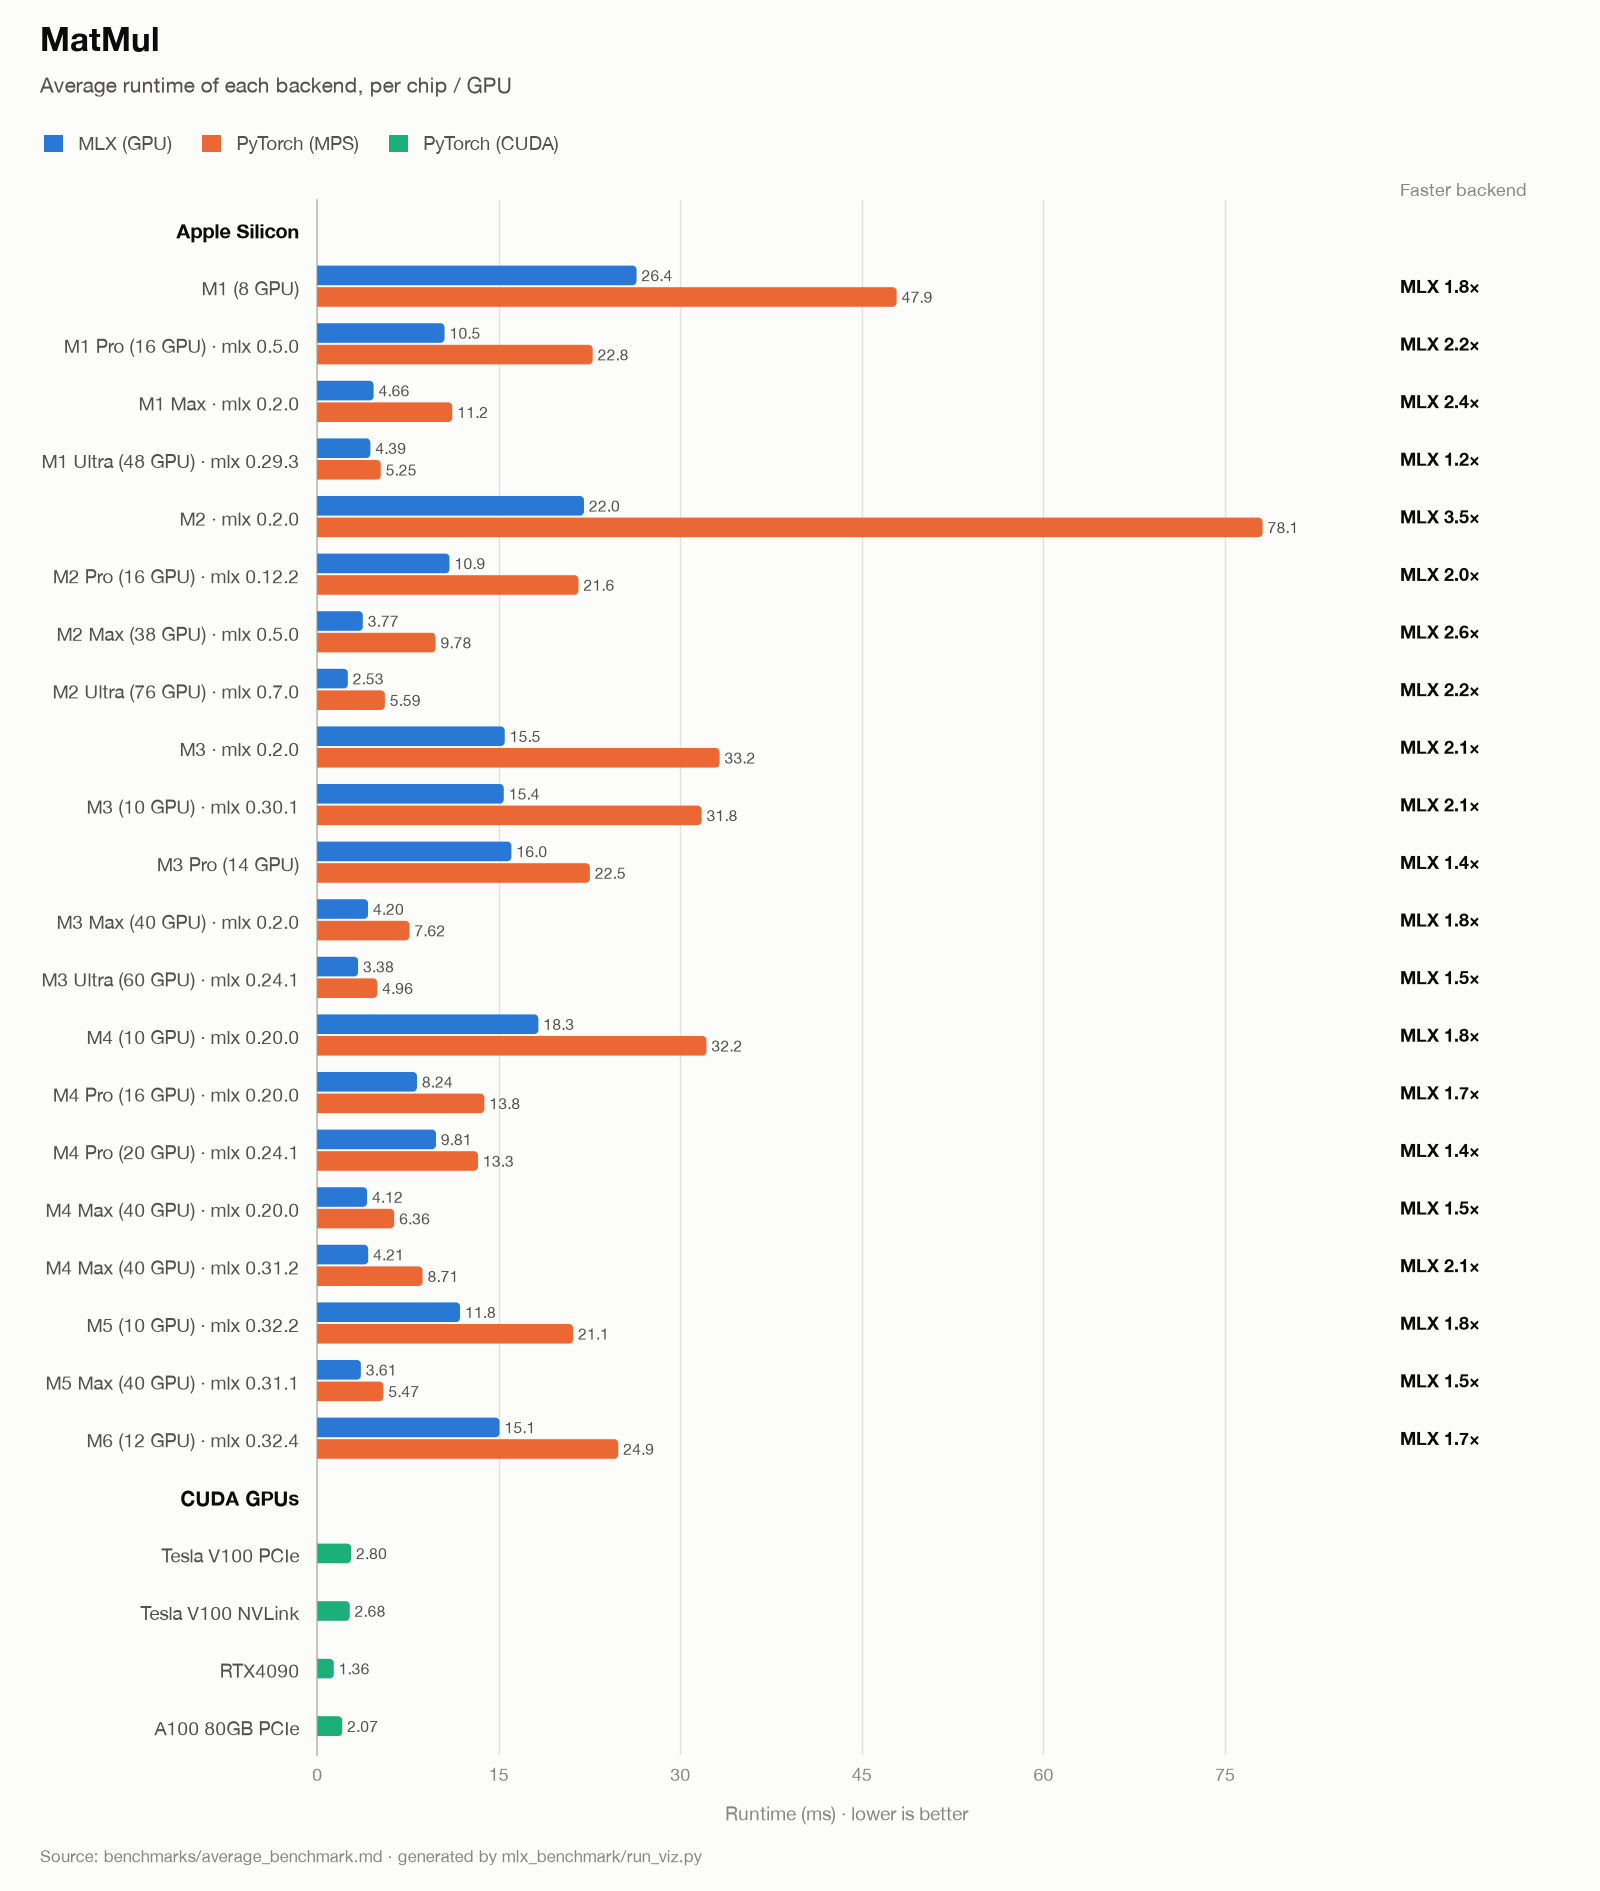 MatMul
Average runtime of each backend, per chip / GPU
MLX (GPU) PyTorch (MPS) PyTorch (CUDA)
Faster backend
Apple Silicon
M1 (8 GPU) 26.4 47.9 MLX 1.8×
M1 Pro (16 GPU) · mlx 0.5.0 10.5 22.8 MLX 2.2×
M1 Max · mlx 0.2.0 4.66 11.2 MLX 2.4×
M1 Ultra (48 GPU) · mlx 0.29.3 4.39 5.25 MLX 1.2×
M2 · mlx 0.2.0 22.0 78.1 MLX 3.5×
M2 Pro (16 GPU) · mlx 0.12.2 10.9 21.6 MLX 2.0×
M2 Max (38 GPU) · mlx 0.5.0 3.77 9.78 MLX 2.6×
M2 Ultra (76 GPU) · mlx 0.7.0 2.53 5.59 MLX 2.2×
M3 · mlx 0.2.0 15.5 33.2 MLX 2.1×
M3 (10 GPU) · mlx 0.30.1 15.4 31.8 MLX 2.1×
M3 Pro (14 GPU) 16.0 22.5 MLX 1.4×
M3 Max (40 GPU) · mlx 0.2.0 4.20 7.62 MLX 1.8×
M3 Ultra (60 GPU) · mlx 0.24.1 3.38 4.96 MLX 1.5×
M4 (10 GPU) · mlx 0.20.0 18.3 32.2 MLX 1.8×
M4 Pro (16 GPU) · mlx 0.20.0 8.24 13.8 MLX 1.7×
M4 Pro (20 GPU) · mlx 0.24.1 9.81 13.3 MLX 1.4×
M4 Max (40 GPU) · mlx 0.20.0 4.12 6.36 MLX 1.5×
M4 Max (40 GPU) · mlx 0.31.2 4.21 8.71 MLX 2.1×
M5 (10 GPU) · mlx 0.32.2 11.8 21.1 MLX 1.8×
M5 Max (40 GPU) · mlx 0.31.1 3.61 5.47 MLX 1.5×
M6 (12 GPU) · mlx 0.32.4 15.1 24.9 MLX 1.7×
CUDA GPUs
Tesla V100 PCIe 2.80
Tesla V100 NVLink 2.68
RTX4090 1.36
A100 80GB PCIe 2.07
0 15 30 45 60 75
Runtime (ms) · lower is better
Source: benchmarks/average_benchmark.md · generated by mlx_benchmark/run_viz.py